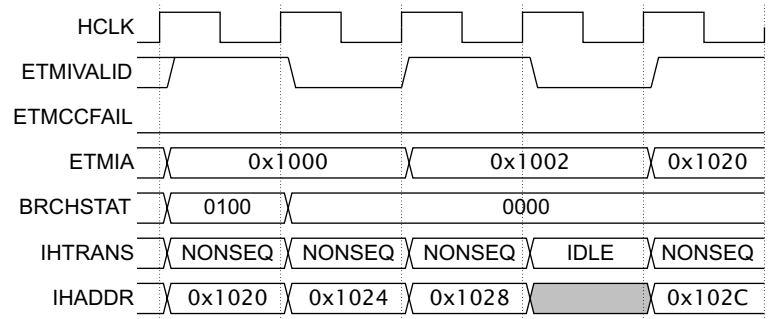 HCLK
ETMIVALID
ETMCCFAIL
ETMIA 0x1000 0x1002 0x1020
BRCHSTAT 0100 0000
IHTRANS NONSEQ NONSEQ NONSEQ IDLE NONSEQ
IHADDR 0x1020 0x1024 0x1028 0x102C